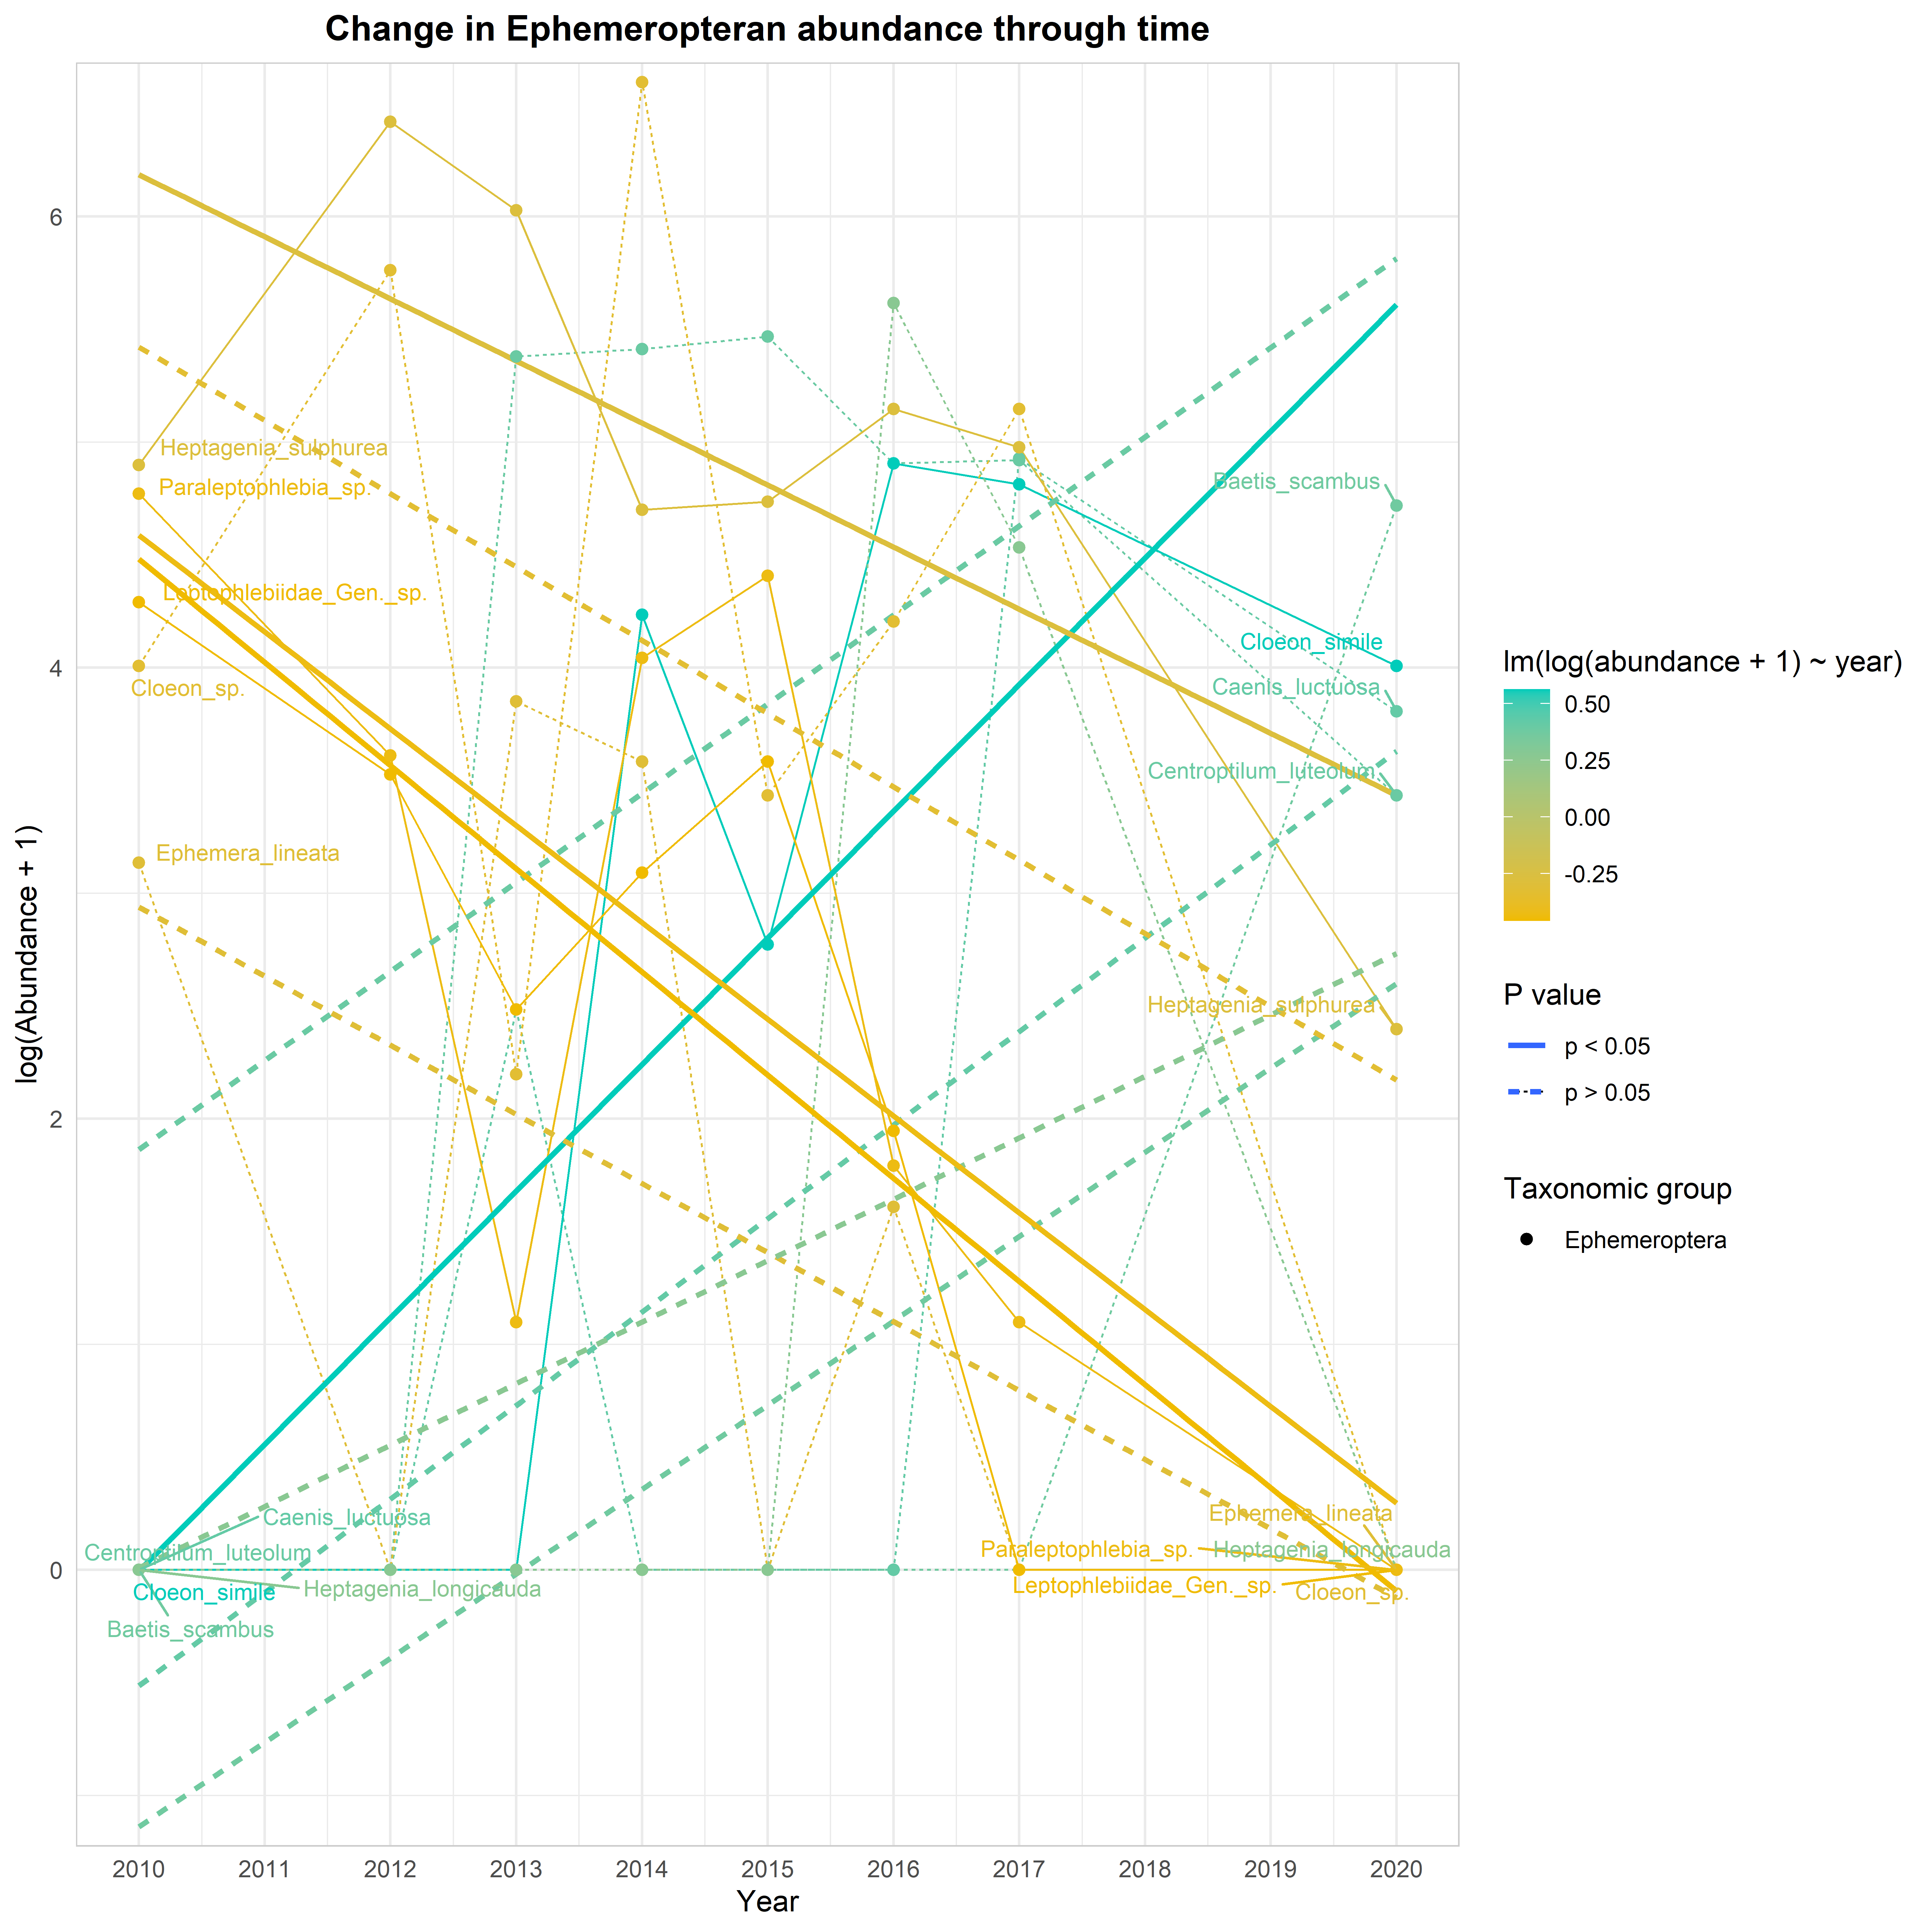 Change in Ephemeropteran abundance through time
log(Abundance + 1)
6
4
2
0
Heptagenia_sulphurea
Paraleptophlebia_sp.
Leptophlebiidae_Gen._sp.
Cloeon_sp.
Ephemera_lineata
Baetis_scambus
Cloeon_simile
Caenis_luctuosa
Centroptilum_luteolum
Heptagenia_sulphurea
Caenis_luctuosa
Centroptilum_luteolum
Cloeon_simile
Heptagenia_longicauda
Baetis_scambus
Ephemera_lineata
Paraleptophlebia_sp.
Heptagenia_longicauda
Leptophlebiidae_Gen._sp.
Cloeon_sp.
2010 2011 2012 2013 2014 2015 2016 2017 2018 2019 2020
Year
lm(log(abundance + 1) ~ year)
0.50
0.25
0.00
-0.25
P value
p < 0.05
p > 0.05
Taxonomic group
Ephemeroptera